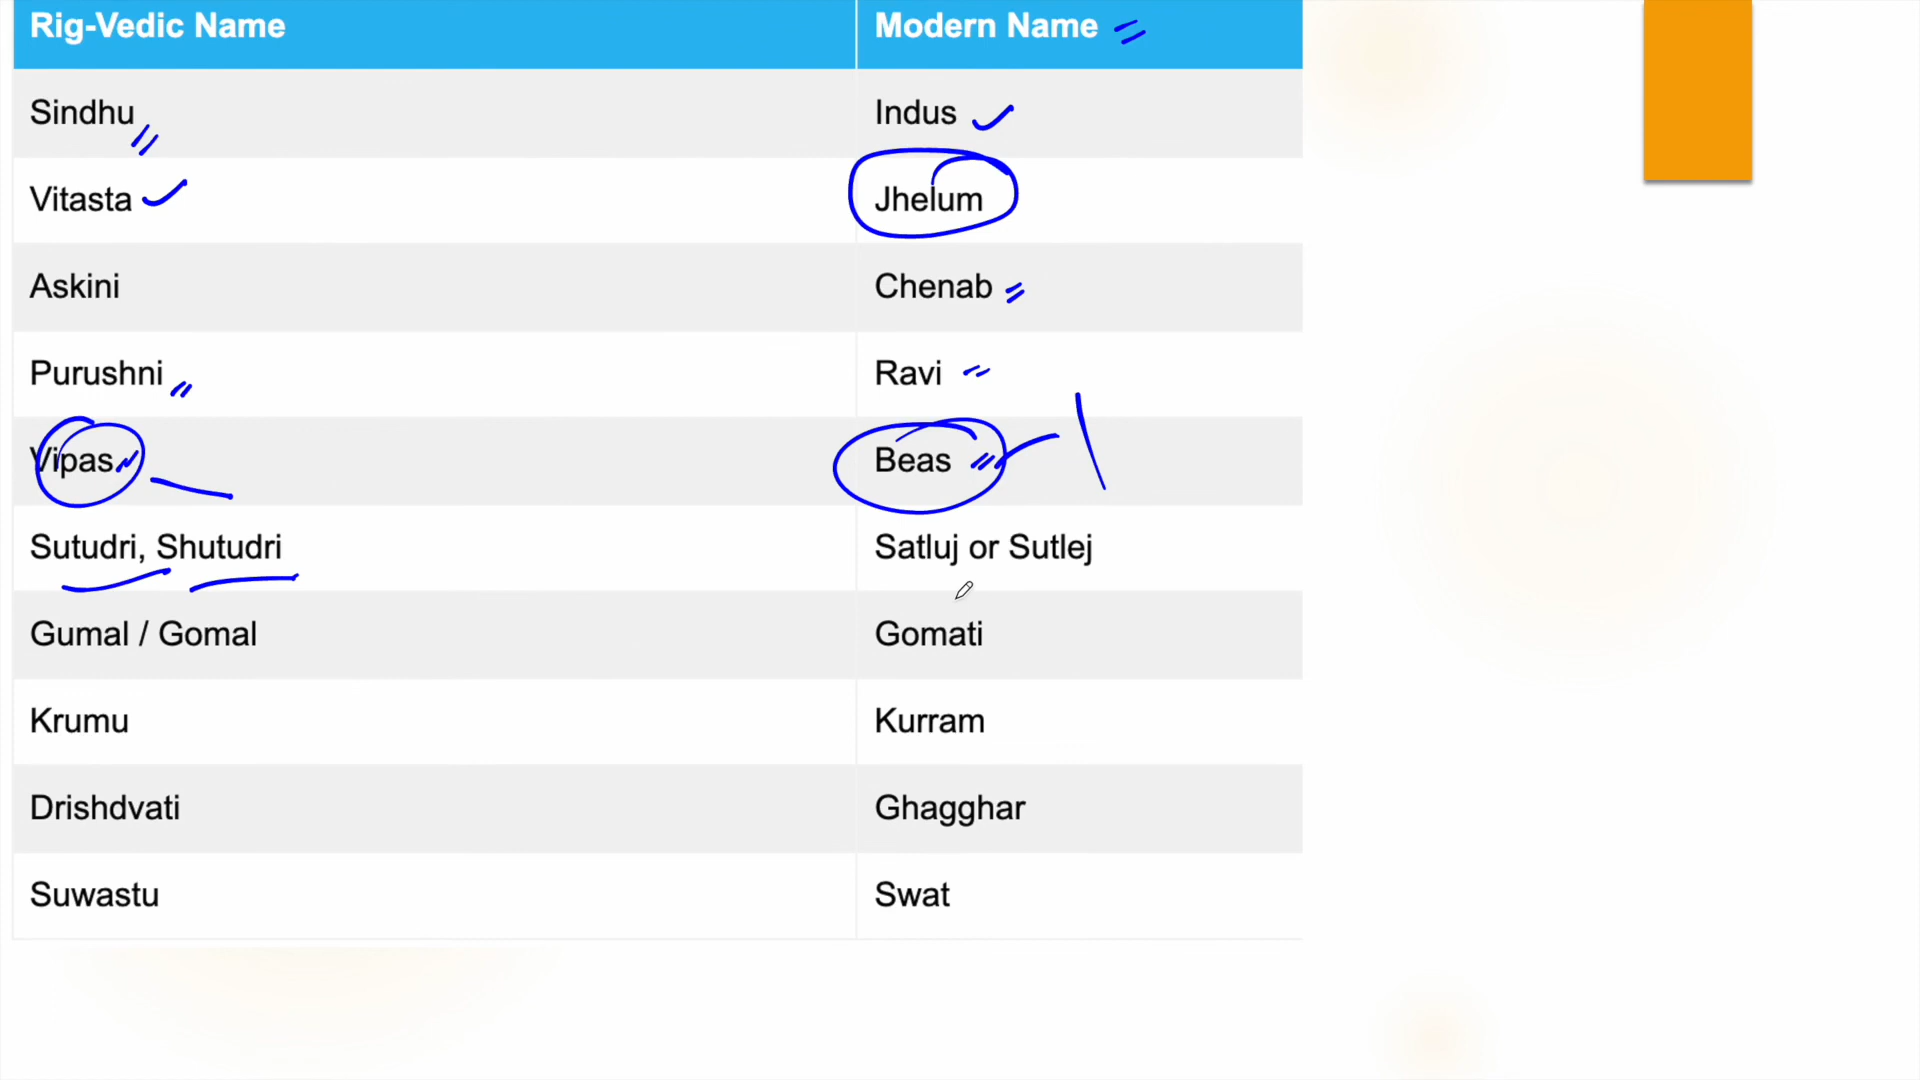 Rig-Vedic Name Modern Name
Sindhu Indus
Vitasta Jhelum
Askini Chenab
Purushni Ravi
Vipas Beas
Sutudri, Shutudri Satluj or Sutlej
Gumal / Gomal Gomati
Krumu Kurram
Drishdvati Ghagghar
Suwastu Swat